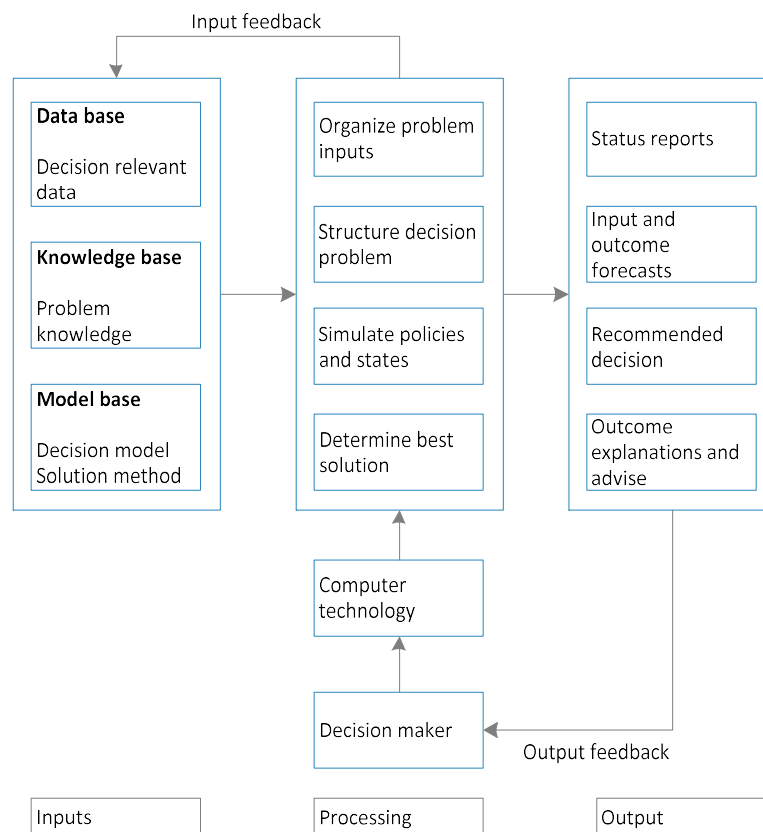 Input feedback
Data base
Decision relevant
data
Knowledge base
Problem
knowledge
Model base
Decision model
Solution method
Organize problem
inputs
Structure decision
problem
Simulate policies
and states
Determine best
solution
Status reports
Input and
outcome
forecasts
Recommended
decision
Outcome
explanations and
advise
Computer
technology
Decision maker
Output feedback
Inputs
Processing
Output